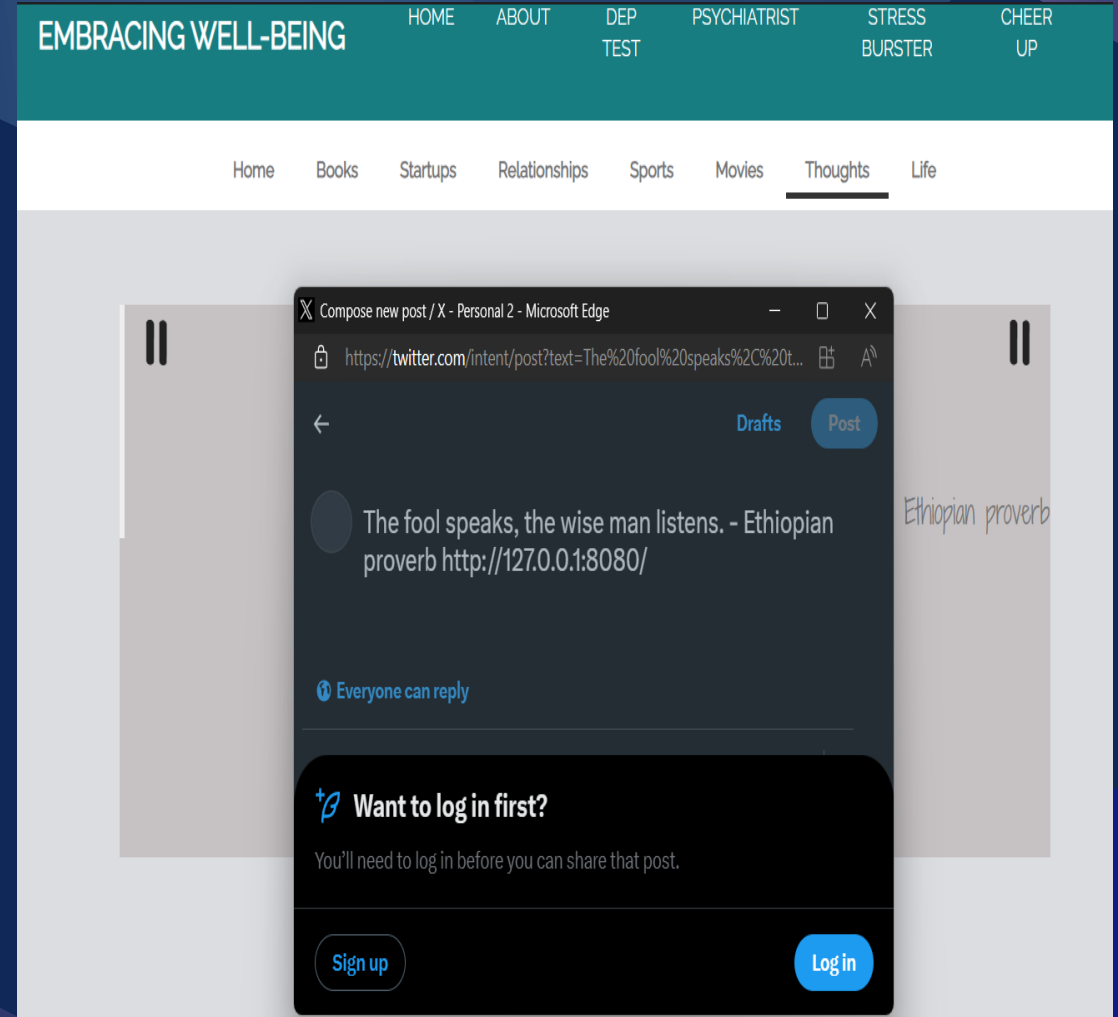 EMBRACING WELL-BEING
HOME
ABOUT
DEP
TEST
PSYCHIATRIST
STRESS
BURSTER
CHEER
UP
Home
Books
Startups
Relationships
Sports
Movies
Thoughts
Life
X Compose new post / X - Personal 2 - Microsoft Edge
https://twitter.com/intent/post?text=The%20fool%20speaks%2C%20t...
Drafts
Post
The fool speaks, the wise man listens. - Ethiopian
proverb http://127.0.0.1:8080/
Ethiopian proverb
Everyone can reply
Want to log in first?
You'll need to log in before you can share that post.
Sign up
Log in